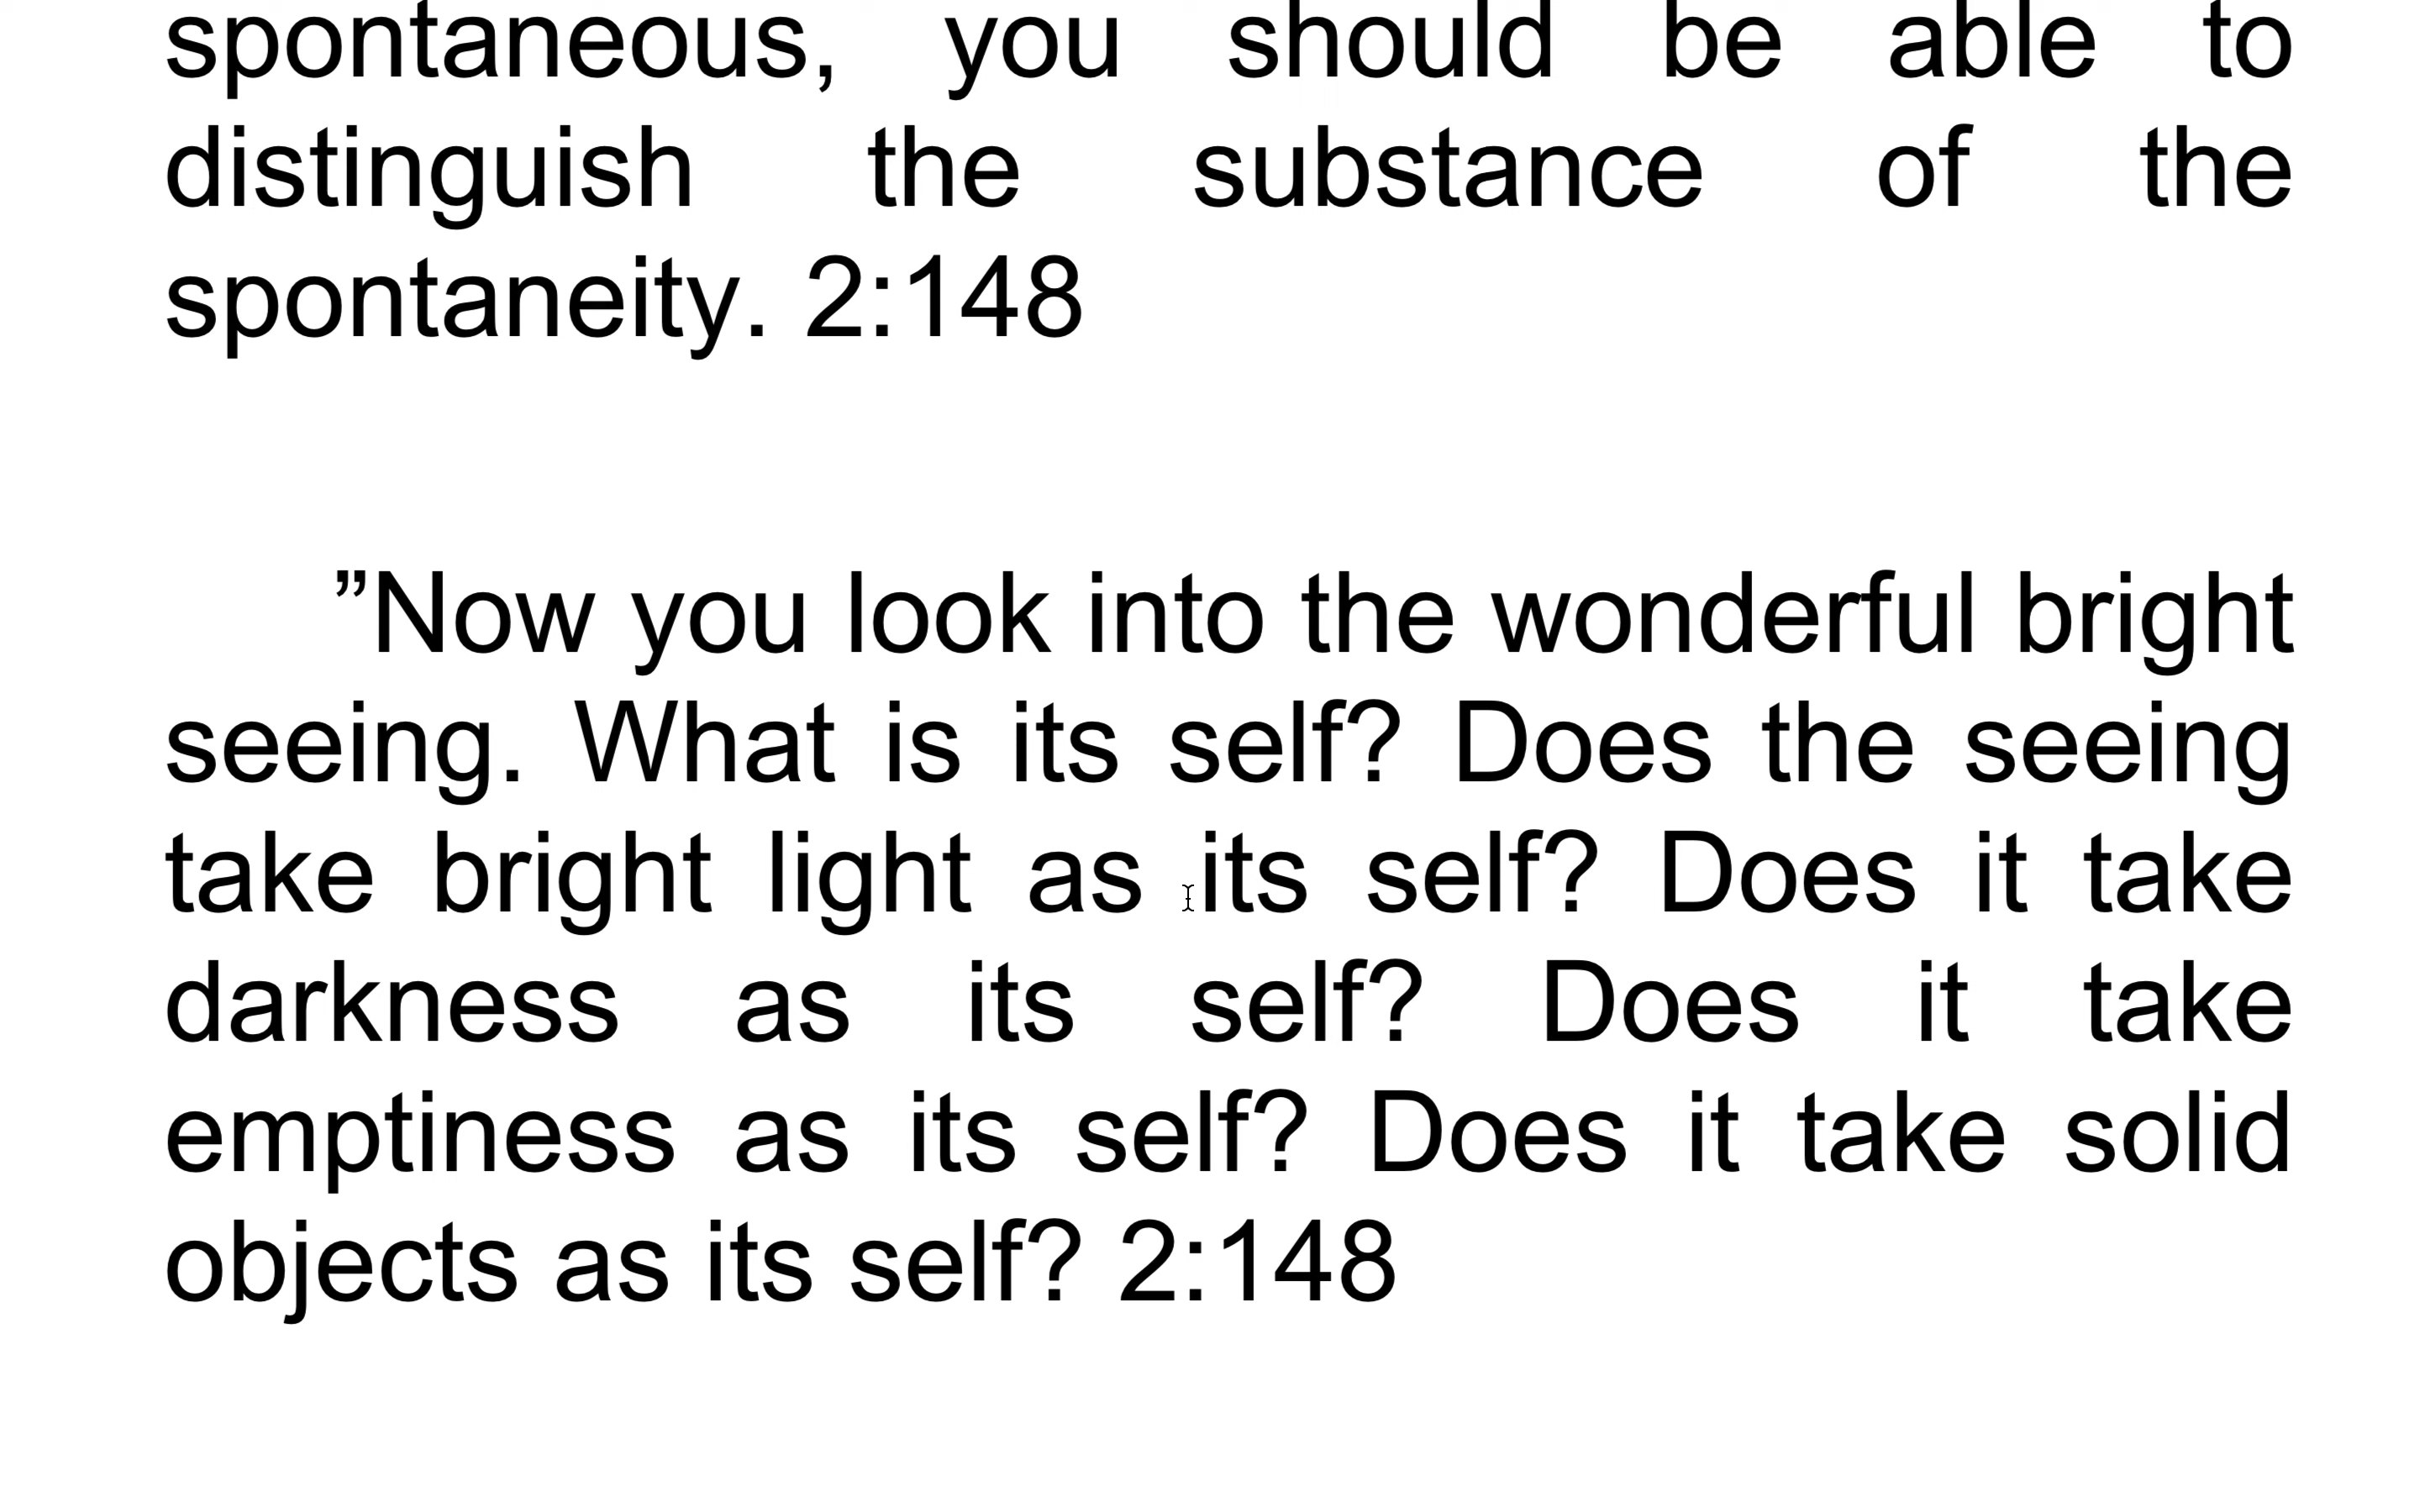 spontaneous, you should be able to
distinguish the substance of the
spontaneity. 2:148
”Now you look into the wonderful bright
seeing. What is its self? Does the seeing
take bright light as its self? Does it take
darkness as its self? Does it take
emptiness as its self? Does it take solid
objects as its self? 2:148